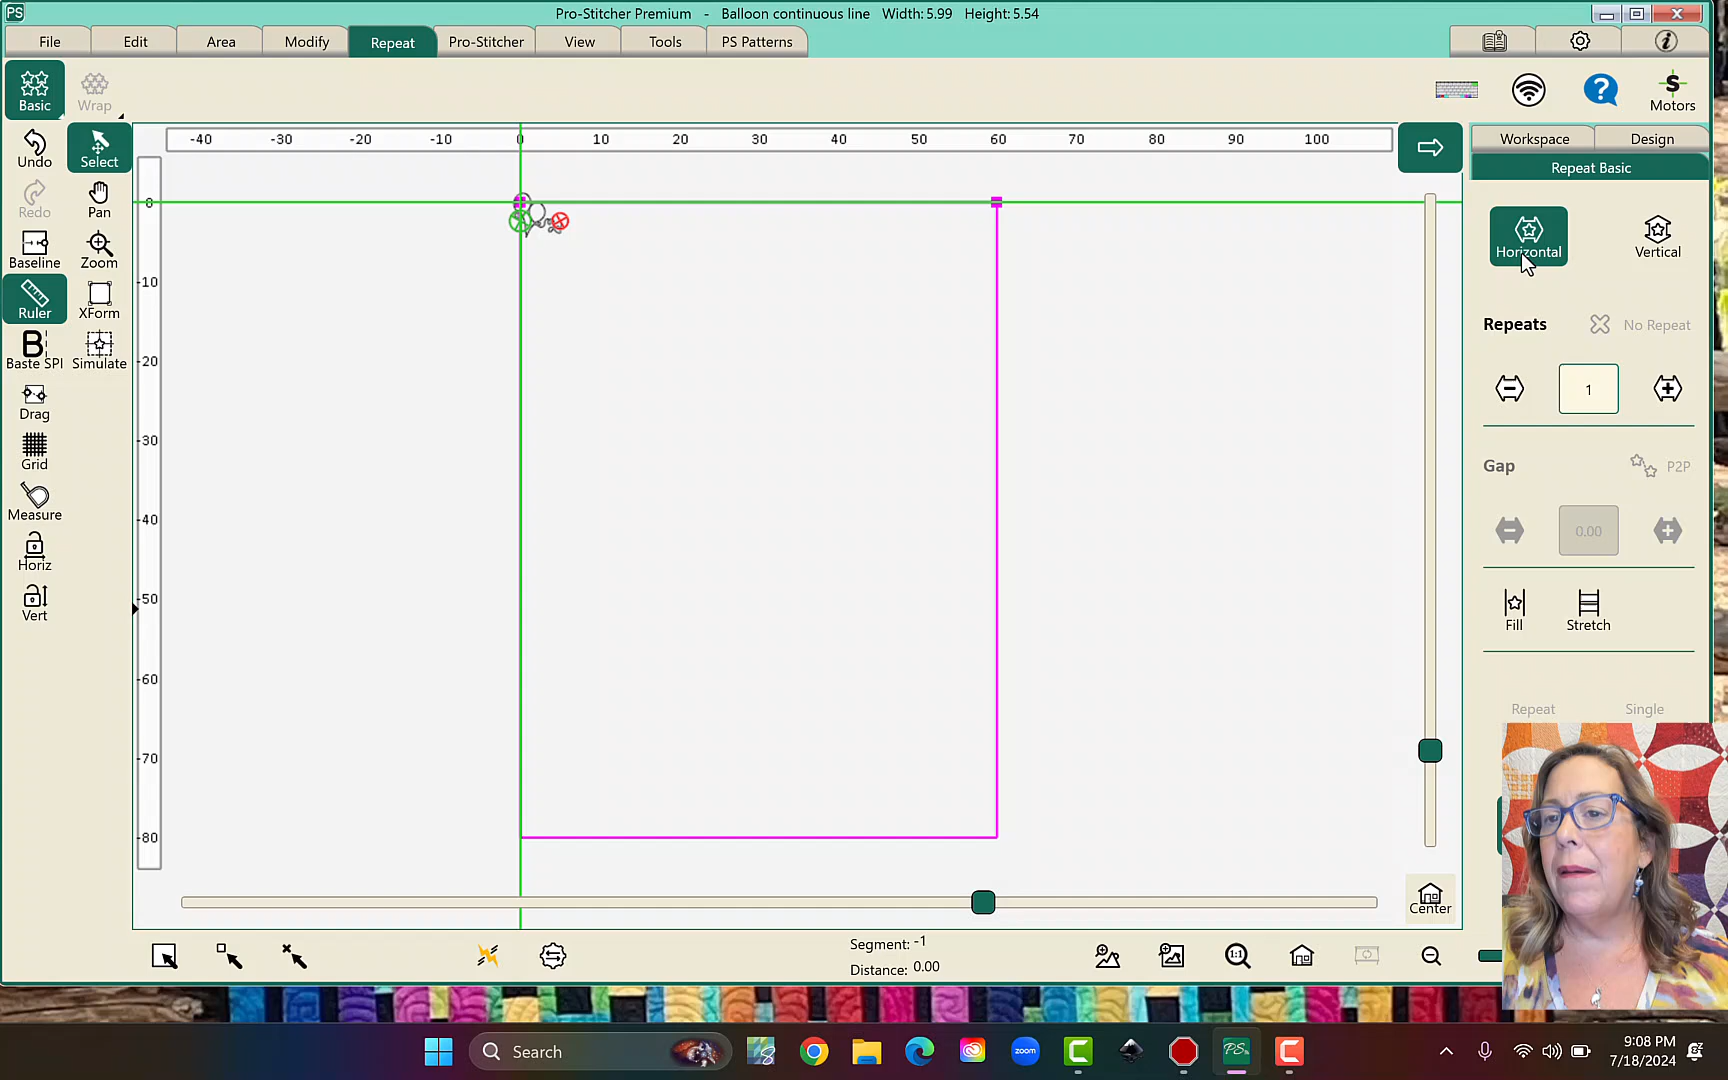 PS
Pro-Stitcher Premium - Balloon continuous line Width: 5.99 Height: 5.54
File Edit Area Modify Repeat Pro-Stitcher View Tools PS Patterns
Basic Wrap Motors
Workspace Design
Undo Select
Repeat Basic
-40 -30 -20 -10 0 10 20 30 40 50 60 70 80 90 100
Redo Pan
0
Horizontal Vertical
Baseline Zoom
-10
Ruler XForm
Repeats No Repeat
Baste SPI Simulate
-20
1
Drag
-30
Grid
Gap P2P
Measure
-40
0.00
Horiz
-50
Vert
Fill Stretch
-60
Repeat Single
-70
-80
Center
Segment: -1
1:1
Distance: 0.00
Search
zoom
PS
9:08 PM
7/18/2024